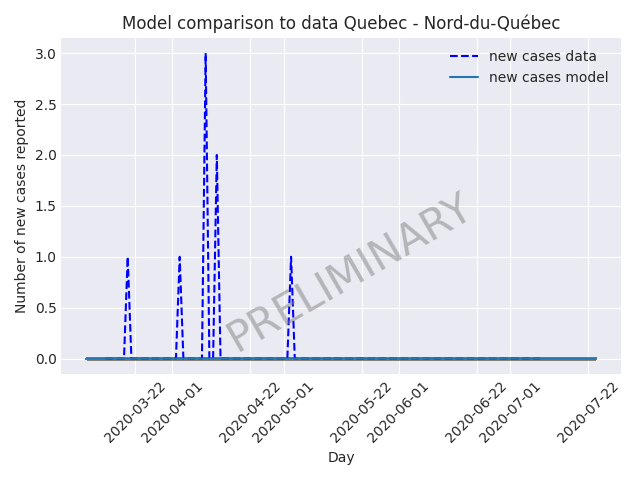 Model comparison to data Quebec - Nord-du-Québec
new cases data
new cases model
Number of new cases reported
3.0
2.5
2.0
1.5
1.0
0.5
0.0
PRELIMINARY
2020-03-22
2020-04-01
2020-04-22
2020-05-01
2020-05-22
2020-06-01
2020-06-22
2020-07-01
2020-07-22
Day